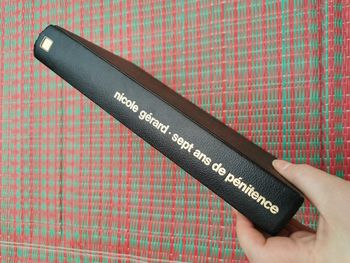 nicole gérard · sept ans de pénitence